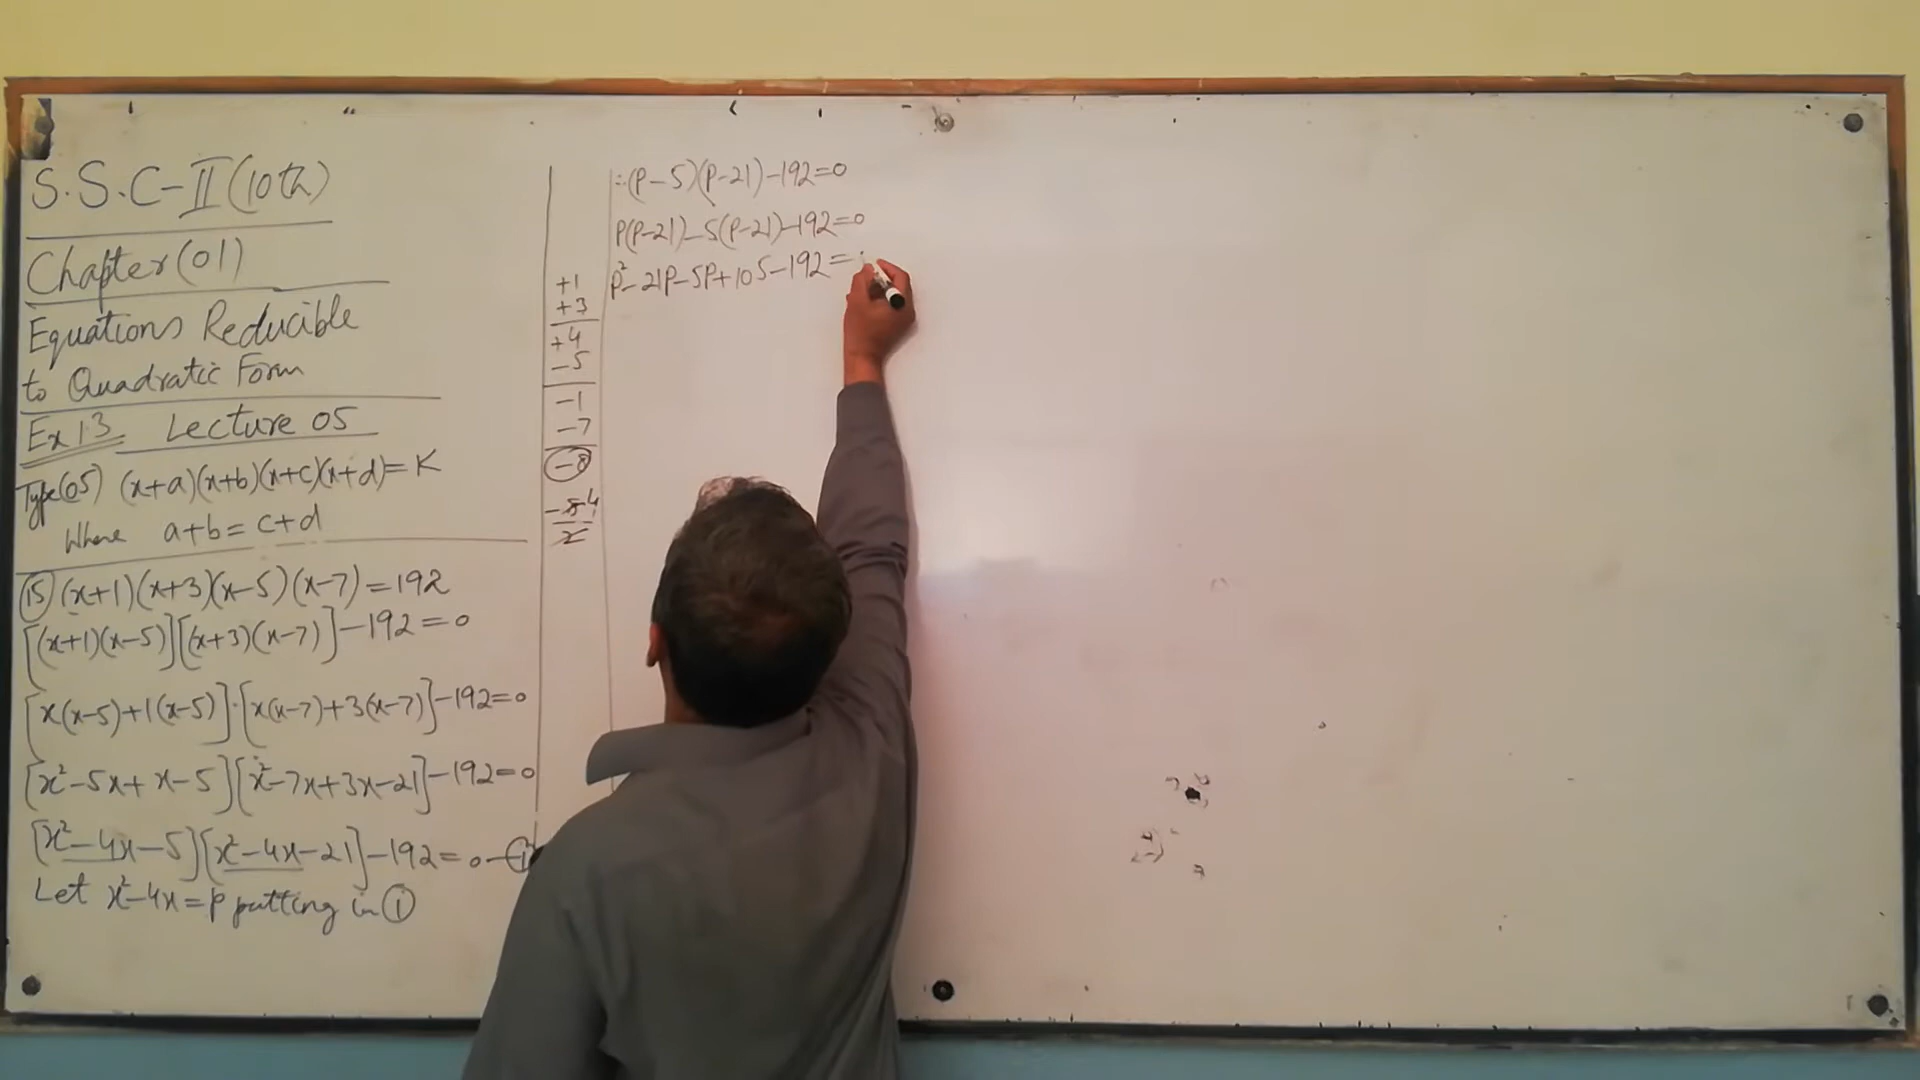 S.S.C-II(10th)
Chapter(01)
Equations Reducible
to Quadratic Form
Ex 1.3 Lecture 05
Type(05) (x+a)(x+b)(x+c)(x+d)=K
Where a+b=c+d
(15) (x+1)(x+3)(x-5)(x-7)=192
[(x+1)(x-5)][(x+3)(x-7)]-192=0
[x(x-5)+1(x-5)]·[x(x-7)+3(x-7)]-192=0
[x²-5x+x-5][x²-7x+3x-21]-192=0
[x²-4x-5][x²-4x-21]-192=0-(i)
Let x²-4x=p putting in (i)
+1
+3
+4
-5
-1
-7
-8
x
∴(p-5)(p-21)-192=0
p(p-21)-5(p-21)-192=0
p²-21p-5p+105-192=